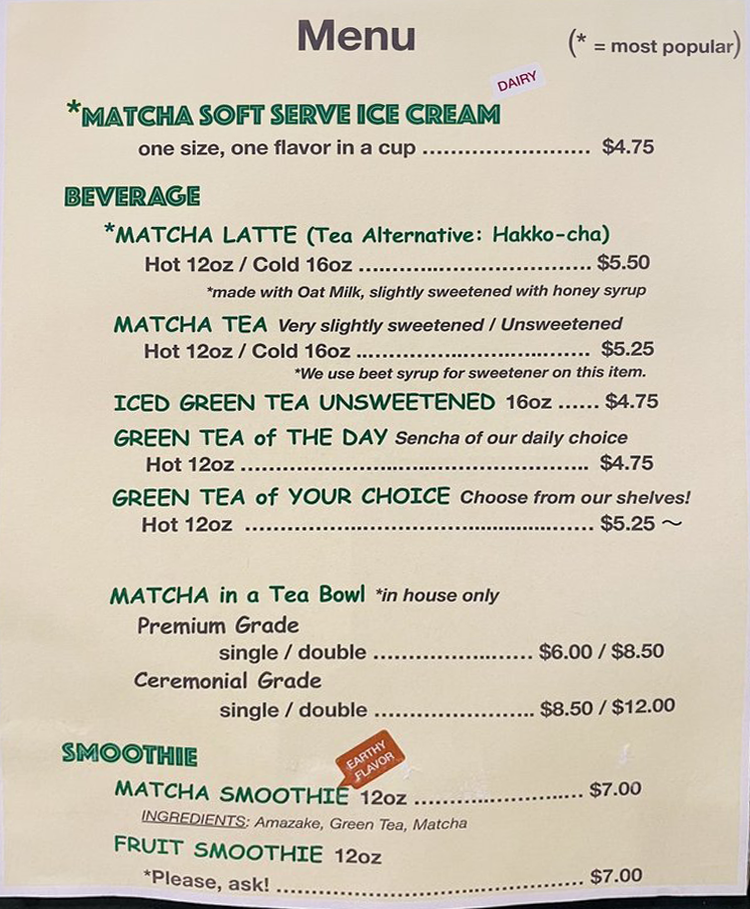 Menu
(* = most popular)
DAIRY
*MATCHA SOFT SERVE ICE CREAM
one size, one flavor in a cup ........................ $4.75
BEVERAGE
*MATCHA LATTE (Tea Alternative: Hakko-cha)
Hot 12oz / Cold 16oz .................................... $5.50
*made with Oat Milk, slightly sweetened with honey syrup
MATCHA TEA Very slightly sweetened / Unsweetened
Hot 12oz / Cold 16oz .................................... $5.25
*We use beet syrup for sweetener on this item.
ICED GREEN TEA UNSWEETENED 16oz ...... $4.75
GREEN TEA of THE DAY Sencha of our daily choice
Hot 12oz ..................................................... $4.75
GREEN TEA of YOUR CHOICE Choose from our shelves!
Hot 12oz ..................................................... $5.25 ~
MATCHA in a Tea Bowl *in house only
Premium Grade
single / double ........................ $6.00 / $8.50
Ceremonial Grade
single / double ........................ $8.50 / $12.00
SMOOTHIE
EARTHY
FLAVOR
MATCHA SMOOTHIE 12oz .......................... $7.00
INGREDIENTS: Amazake, Green Tea, Matcha
FRUIT SMOOTHIE 12oz
*Please, ask! ............................................... $7.00